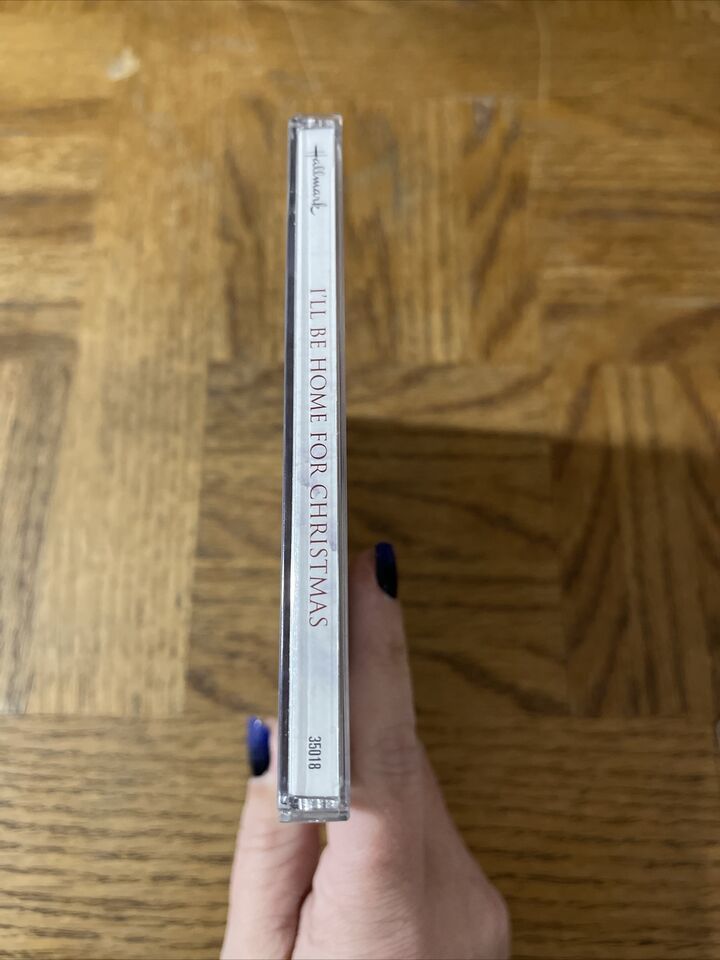 Hallmark
I'LL BE HOME FOR CHRISTMAS
35018